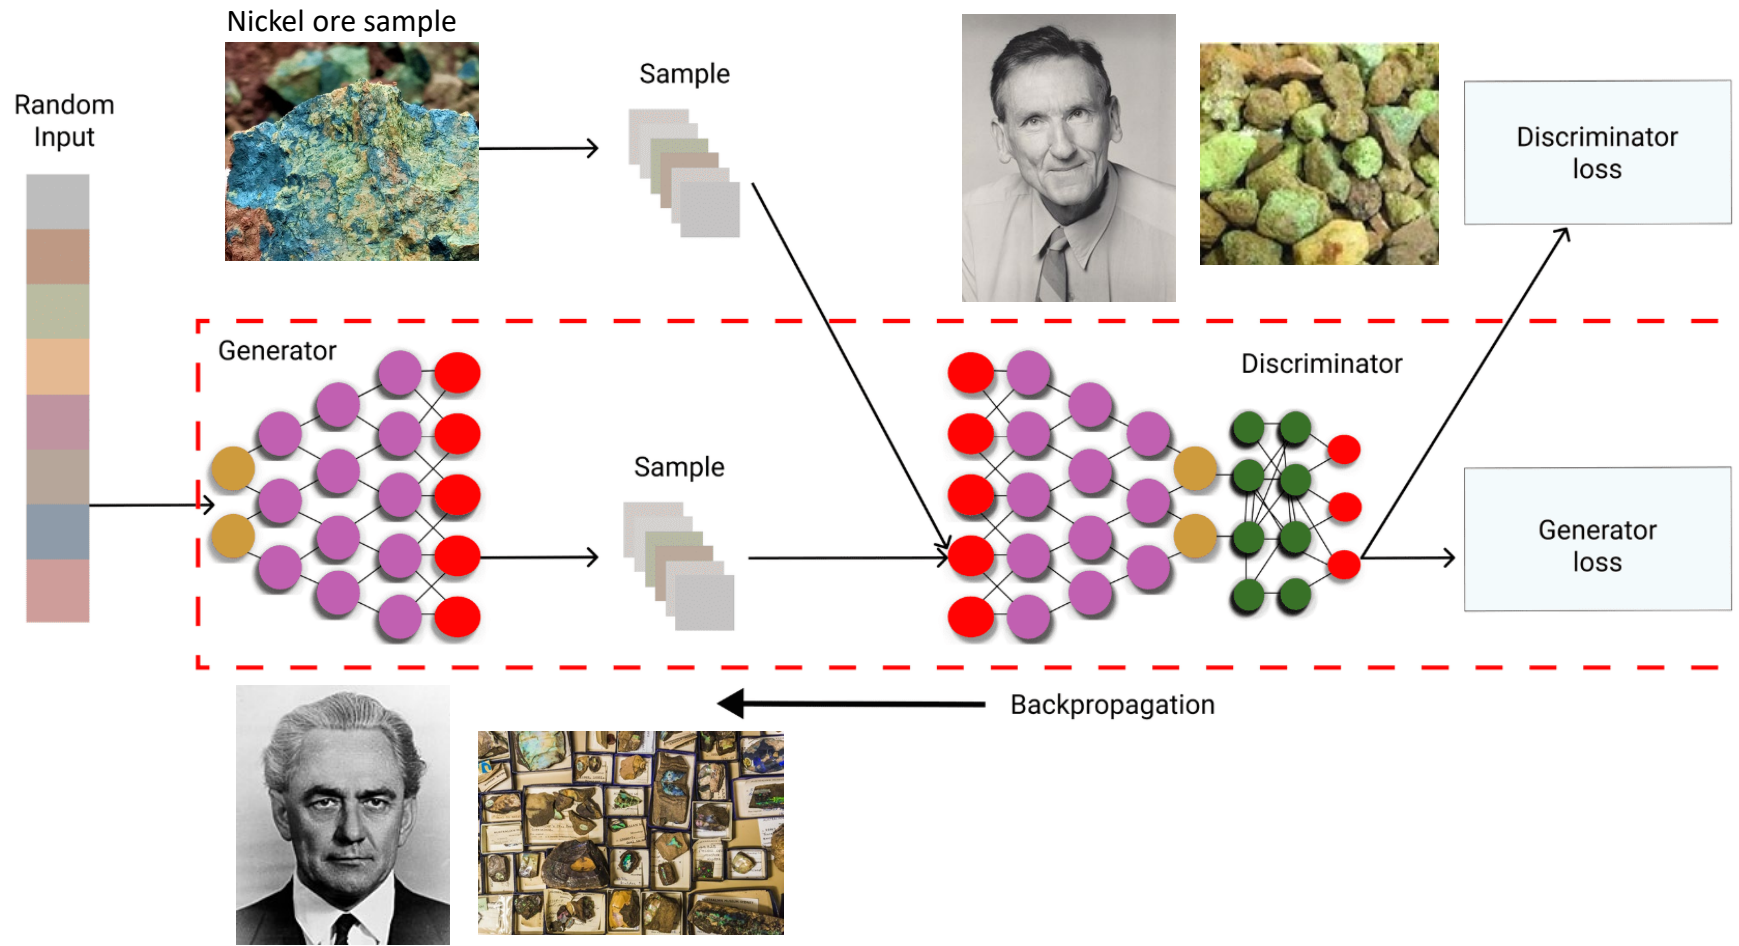 Nickel ore sample
Random
Input
Sample
Discriminator
loss
Generator
Discriminator
Sample
Generator
loss
Backpropagation